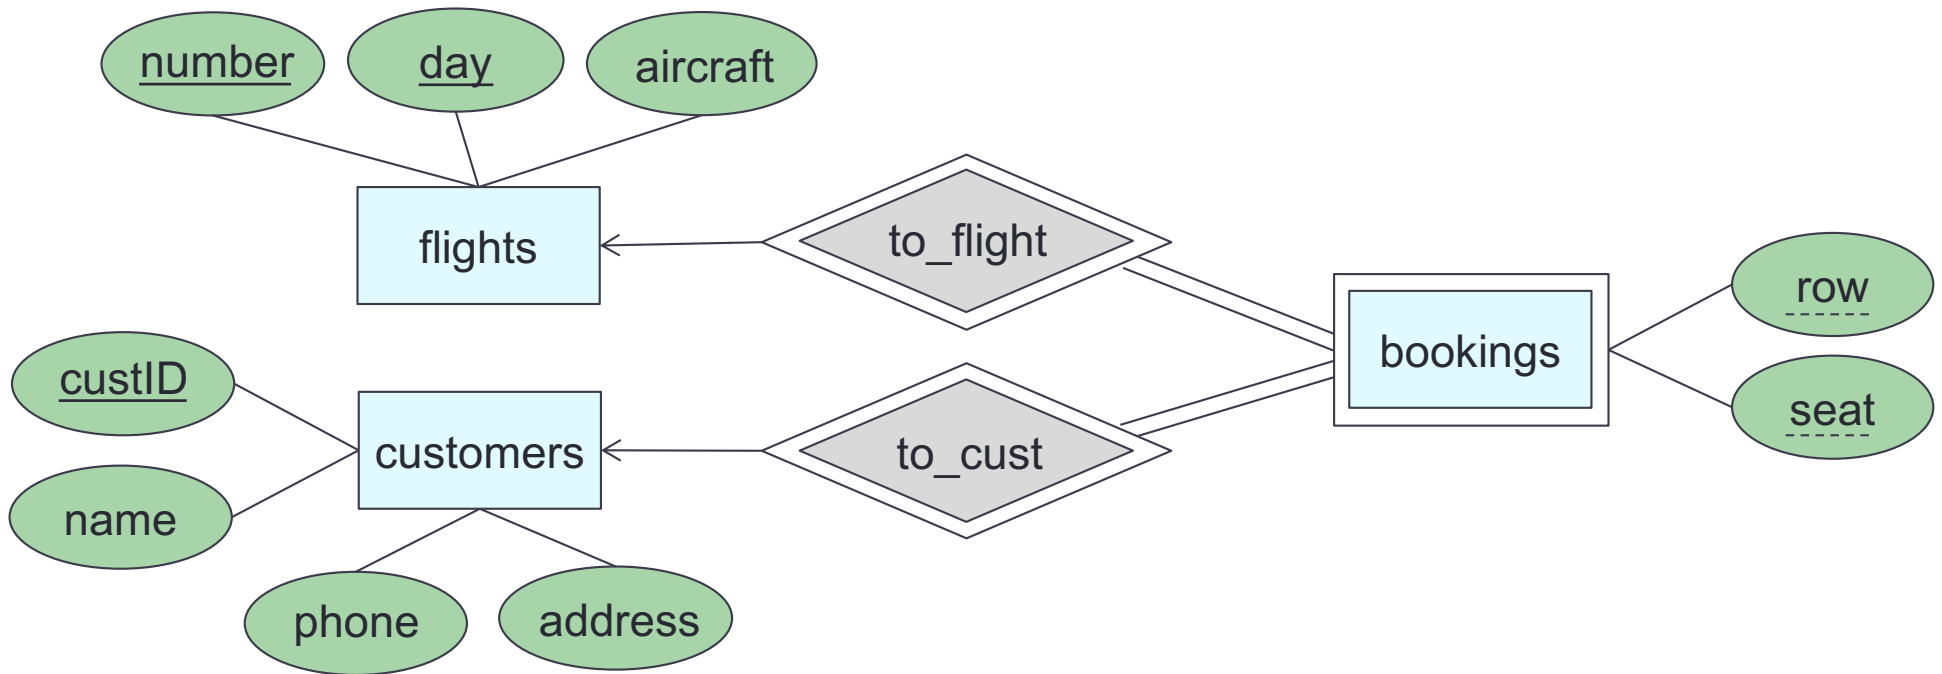 number
day
aircraft
flights
to_flight
row
bookings
custID
customers
to_cust
seat
name
phone
address